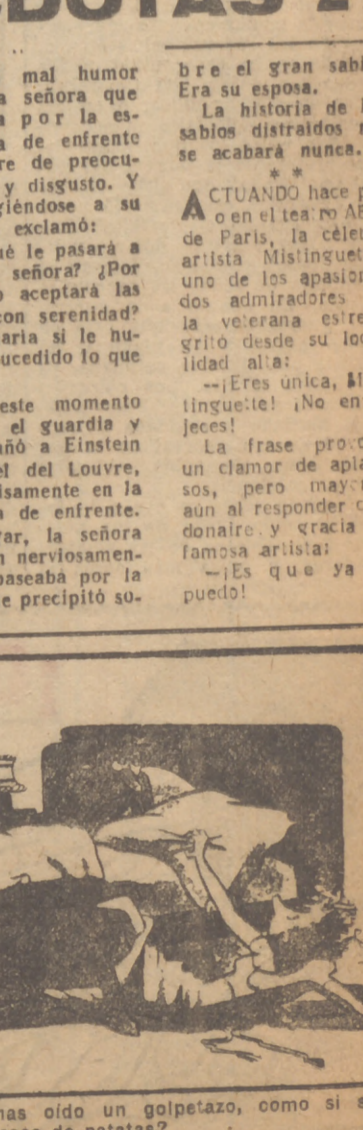 mal humor
señora que
por la es-
de enfrente
re de preocu-
y disgusto. Y
giéndose a su
exclamó:
é le pasará a
señora? ¿Por
aceptará las
con serenidad?
aria si le hu-
ucedido lo que
este momento
el guardia y
ñó a Einstein
el del Louvre,
isamente en la
de enfrente.
ar, la señora
nerviosamen-
paseaba por la
e precipitó so-
bre el gran sabi
Era su esposa.
La historia de
sabios distraídos
se acabará nunca.
* *
ACTUANDO hace p
o en el teatro AB
de París, la céle
artista Mistinguet
uno de los apasion
dos admiradores
la veterana estre
gritó desde su loc
lidad alta:
--¡Eres única,
tinguette! ¡No en
jeces!
La frase provo
un clamor de apla
sos, pero mayo
aún al responder c
donaire y gracia
famosa artista:
—¡Es que ya
puedo!
has oído un golpetazo, como si s
de patatas?